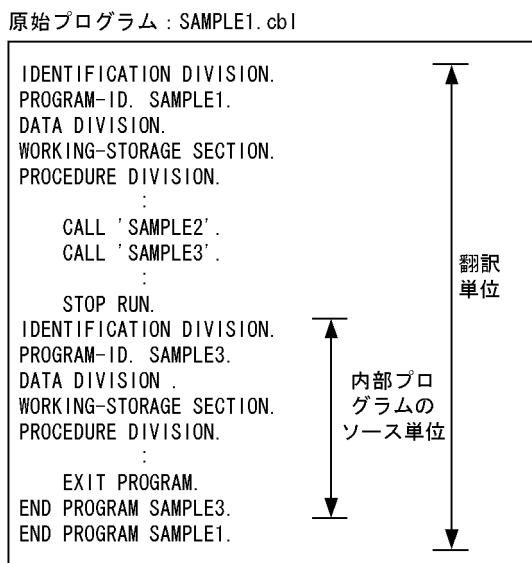 原始プログラム：SAMPLE1.cbl
IDENTIFICATION DIVISION.
PROGRAM-ID. SAMPLE1.
DATA DIVISION.
WORKING-STORAGE SECTION.
PROCEDURE DIVISION.
:
CALL 'SAMPLE2'.
CALL 'SAMPLE3'.
:
STOP RUN.
IDENTIFICATION DIVISION.
PROGRAM-ID. SAMPLE3.
DATA DIVISION .
WORKING-STORAGE SECTION.
PROCEDURE DIVISION.
:
EXIT PROGRAM.
END PROGRAM SAMPLE3.
END PROGRAM SAMPLE1.
内部プロ
グラムの
ソース単位
翻訳
単位